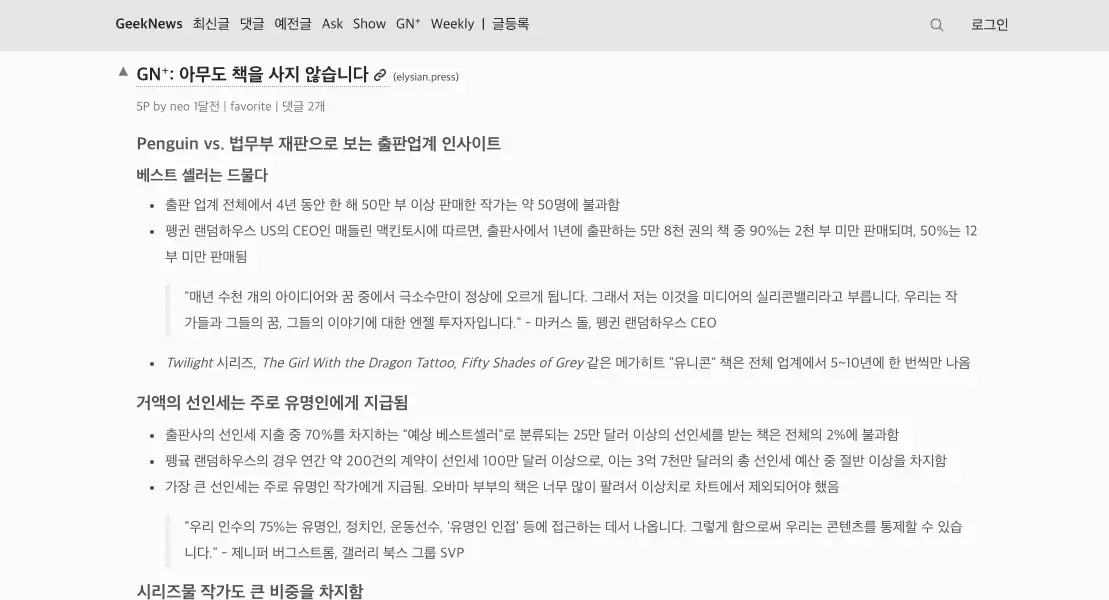 GeekNews 최신글 댓글 예전글 Ask Show GN⁺ Weekly | 글등록 로그인
▲ GN⁺: 아무도 책을 사지 않습니다 (elysian.press)
5P by neo 1달전 | favorite | 댓글 2개
Penguin vs. 법무부 재판으로 보는 출판업계 인사이트
베스트 셀러는 드물다
• 출판 업계 전체에서 4년 동안 한 해 50만 부 이상 판매한 작가는 약 50명에 불과함
• 펭귄 랜덤하우스 US의 CEO인 매들린 맥킨토시에 따르면, 출판사에서 1년에 출판하는 5만 8천 권의 책 중 90%는 2천 부 미만 판매되며, 50%는 12
부 미만 판매됨
"매년 수천 개의 아이디어와 꿈 중에서 극소수만이 정상에 오르게 됩니다. 그래서 저는 이것을 미디어의 실리콘밸리라고 부릅니다. 우리는 작
가들과 그들의 꿈, 그들의 이야기에 대한 엔젤 투자자입니다." - 마커스 돌, 펭귄 랜덤하우스 CEO
• Twilight 시리즈, The Girl With the Dragon Tattoo, Fifty Shades of Grey 같은 메가히트 "유니콘" 책은 전체 업계에서 5~10년에 한 번씩만 나옴
거액의 선인세는 주로 유명인에게 지급됨
• 출판사의 선인세 지출 중 70%를 차지하는 "예상 베스트셀러"로 분류되는 25만 달러 이상의 선인세를 받는 책은 전체의 2%에 불과함
• 펭귶 랜덤하우스의 경우 연간 약 200건의 계약이 선인세 100만 달러 이상으로, 이는 3억 7천만 달러의 총 선인세 예산 중 절반 이상을 차지함
• 가장 큰 선인세는 주로 유명인 작가에게 지급됨. 오바마 부부의 책은 너무 많이 팔려서 이상치로 차트에서 제외되어야 했음
"우리 인수의 75%는 유명인, 정치인, 운동선수, '유명인 인접' 등에 접근하는 데서 나옵니다. 그렇게 함으로써 우리는 콘텐츠를 통제할 수 있습
니다." - 제니퍼 버그스트롬, 갤러리 북스 그룹 SVP
시리즈물 작가도 큰 비중을 차지함